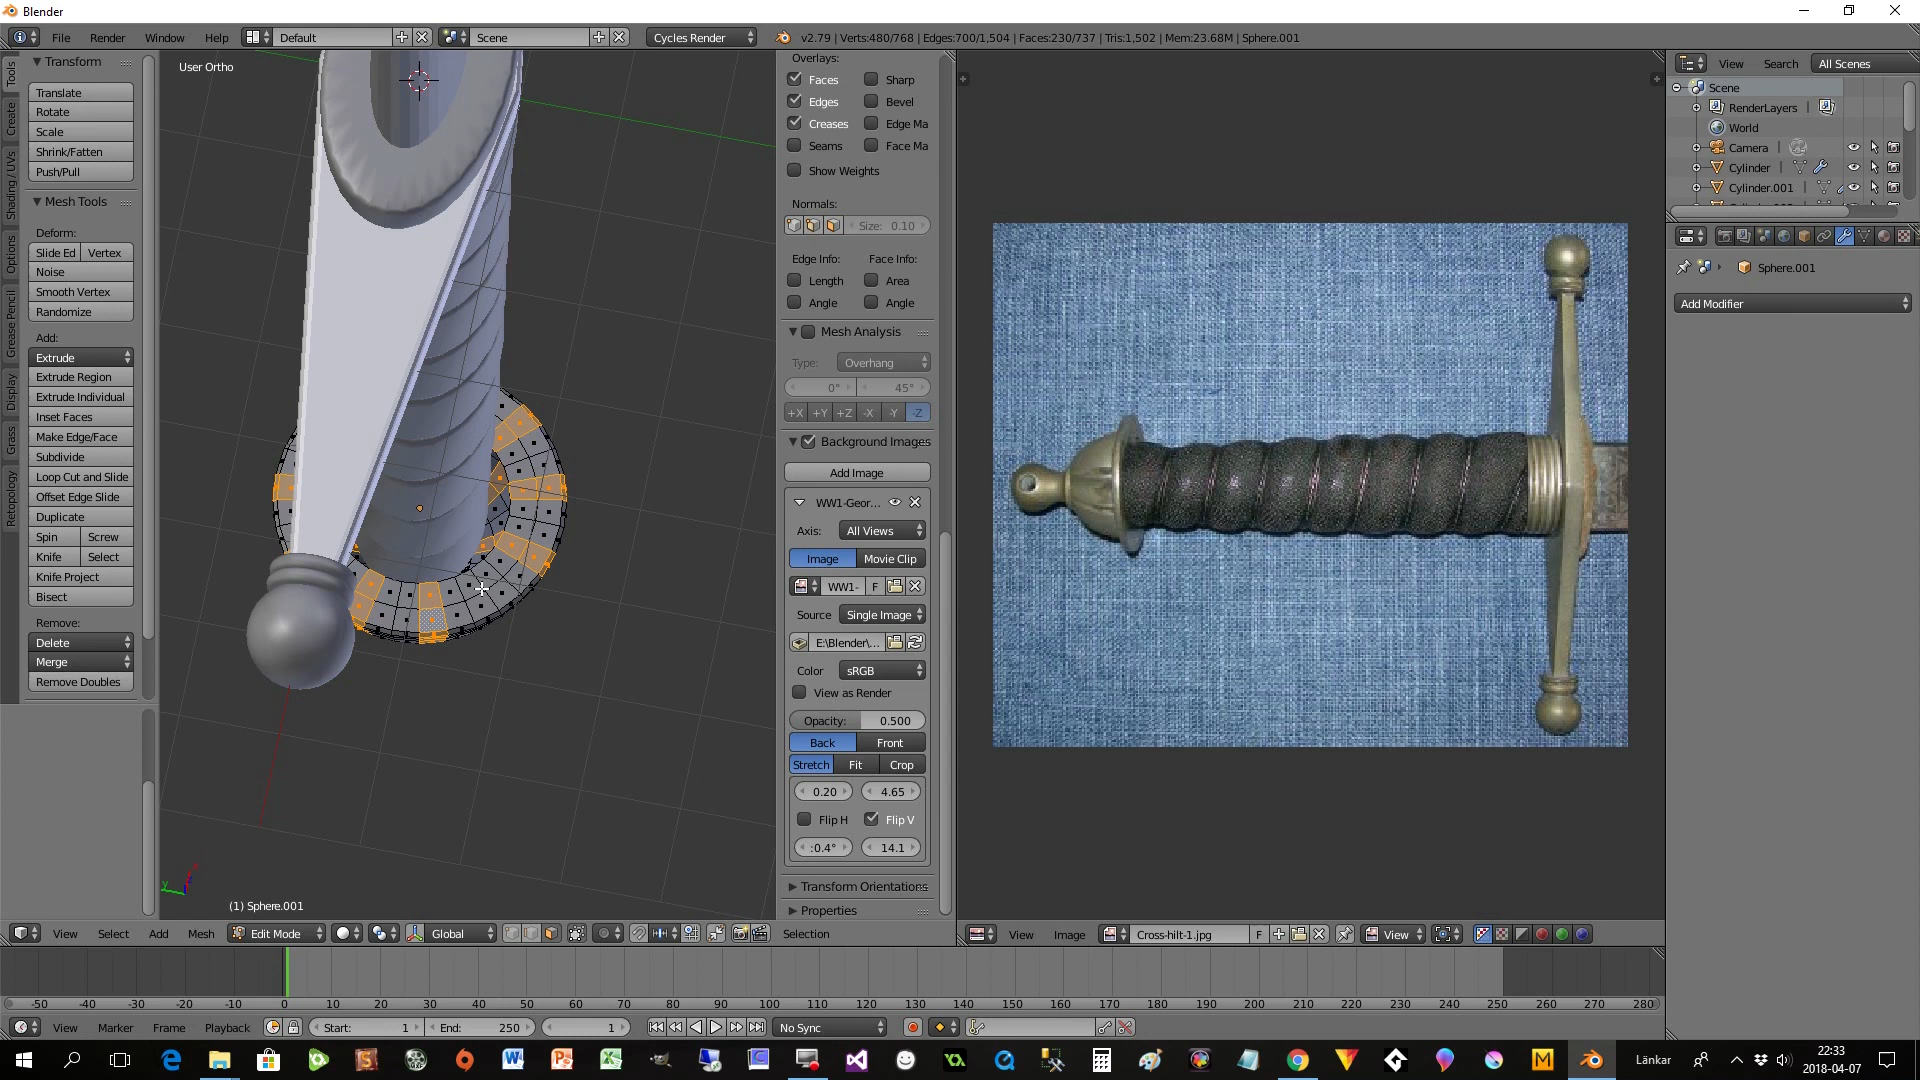 Blender
File Render Window Help Default Scene Cycles Render v2.79 | Verts:480/768 | Edges:700/1,504 | Faces:230/737 | Tris:1,502 | Mem:23.68M | Sphere.001
Tools
Create
Shading / UVs
Options
Grease Pencil
Display
Grass
Retopology
Transform
Translate
Rotate
Scale
Shrink/Fatten
Push/Pull
Mesh Tools
Deform:
Slide Ed Vertex
Noise
Smooth Vertex
Randomize
Add:
Extrude
Extrude Region
Extrude Individual
Inset Faces
Make Edge/Face
Subdivide
Loop Cut and Slide
Offset Edge Slide
Duplicate
Spin Screw
Knife Select
Knife Project
Bisect
Remove:
Delete
Merge
Remove Doubles
User Ortho
(1) Sphere.001
Overlays:
Faces Sharp
Edges Bevel
Creases Edge Ma
Seams Face Ma
Show Weights
Normals:
Size: 0.10
Edge Info: Face Info:
Length Area
Angle Angle
Mesh Analysis
Type: Overhang
0° 45°
+X +Y +Z -X -Y -Z
Background Images
Add Image
WW1-Geor...
Axis: All Views
Image Movie Clip
WW1- F
Source Single Image
E:\Blender\...
Color sRGB
View as Render
Opacity: 0.500
Back Front
Stretch Fit Crop
0.20 4.65
Flip H Flip V
:0.4° 14.1
Transform Orientations
Properties
View Search All Scenes
Scene
RenderLayers
World
Camera
Cylinder
Cylinder.001
Sphere.001
Add Modifier
View Select Add Mesh Edit Mode Global Selection
View Image Cross-hilt-1.jpg F View
-50 -40 -30 -20 -10 0 10 20 30 40 50 60 70 80 90 100 110 120 130 140 150 160 170 180 190 200 210 220 230 240 250 260 270 280
View Marker Frame Playback Start: 1 End: 250 1 No Sync
Länkar
22:33
2018-04-07